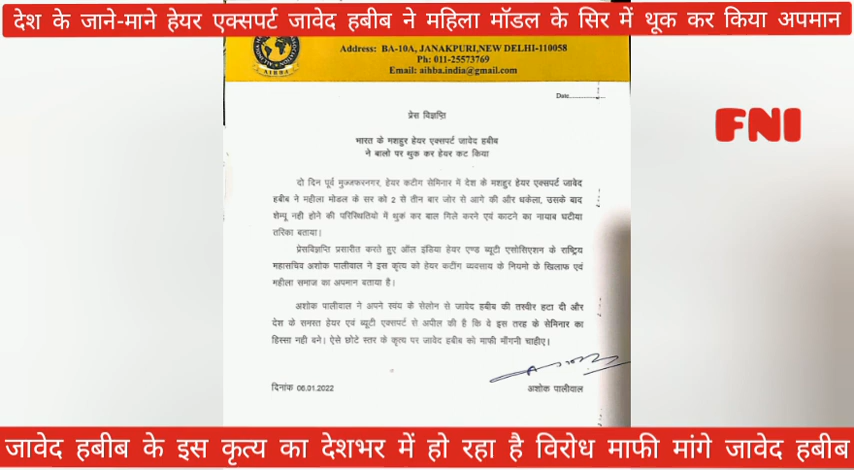 देश के जाने-माने हेयर एक्सपर्ट जावेद हबीब ने महिला मॉडल के सिर में थूक कर किया अपमान
Address: BA-10A, JANAKPURI,NEW DELHI-110058
Ph: 011-25573769
AIHBA
Email: aihba.india@gmail.com
Date
FNI
प्रेस विज्ञप्ति
भारत के मशहुर हेयर एक्सपर्ट जावेद हबीब
ने बालो पर थुक कर हेयर कट किया
दो दिन पूर्व मुज्जफरनगर, हेयर कटींग सेमिनार में देश के मशहुर हेयर एक्सपर्ट जावेद
हबीब ने महीला मोडल के सर को 2 से तीन बार जोर से आगे की और धकेला, उसके बाद
शेम्पू नही होने की परिस्थितियो में थुक कर बाल गिले करने एवं काटने का नायाब घटीया
तरिका बताया।
प्रेसविज्ञप्ति प्रसारीत करते हुए ऑल इंडिया हेयर एण्ड ब्यूटी एसोसिएशन के राष्ट्रिय
महासचिव अशोक पालीवाल ने इस कृत्य को हेयर कटींग व्यवसाय के नियमो के खिलाफ एवं
महीला समाज का अपमान बताया है।
अशोक पालीवाल ने अपने स्वंय के सेलोन से जावेद हबीब की तस्वीर हटा दी और
देश के समस्त हेयर एवं ब्यूटी एक्सपर्ट से अपील की है कि वे इस तरह के सेमिनार का
हिस्सा नही बने। ऐसे छोटे स्तर के कृत्य पर जावेद हबीब को माफी माँगनी चाहीए।
दिनांक 06.01.2022
अशोक पालीवाल
जावेद हबीब के इस कृत्य का देशभर में हो रहा है विरोध माफी मांगे जावेद हबीब